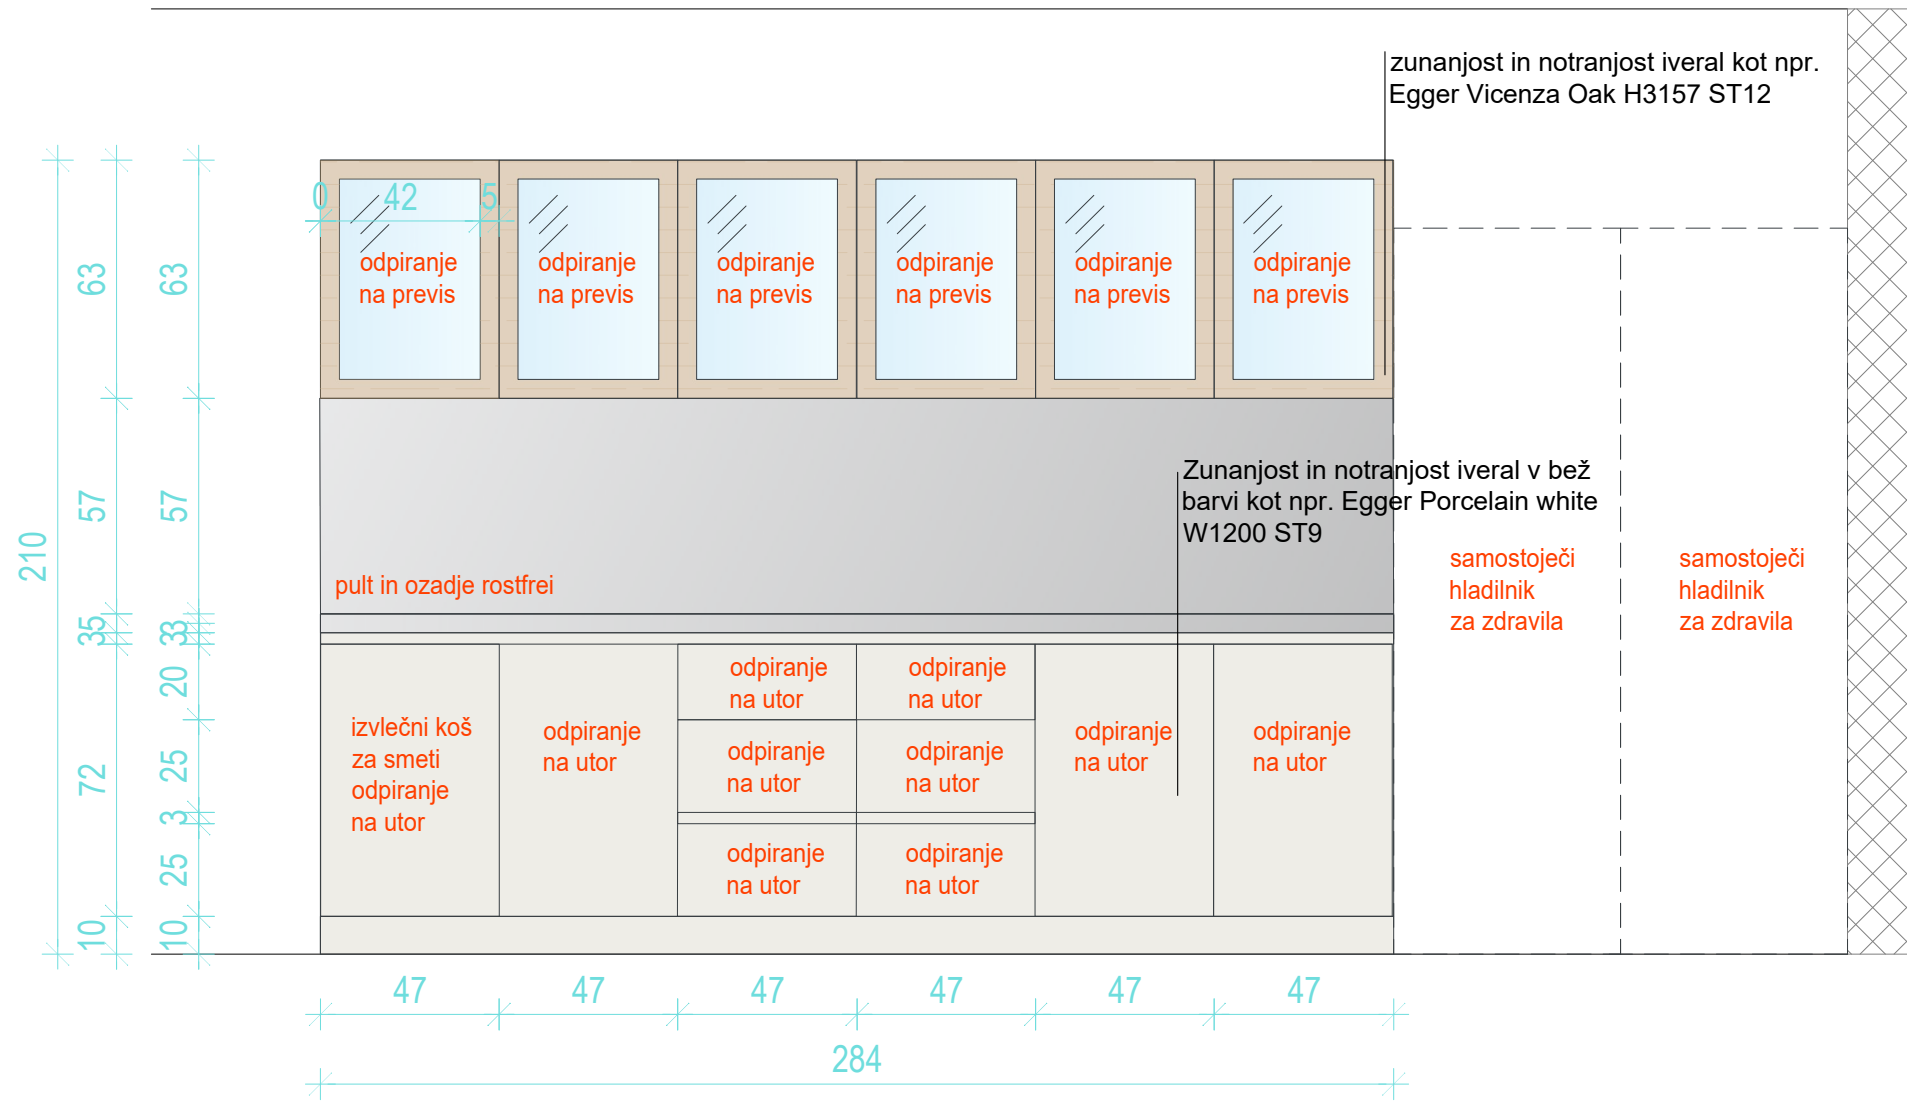 zunanjost in notranjost iveral kot npr.
Egger Vicenza Oak H3157 ST12
0 42 5
odpiranje
na previs
odpiranje
na previs
odpiranje
na previs
odpiranje
na previs
odpiranje
na previs
odpiranje
na previs
Zunanjost in notranjost iveral v bež
barvi kot npr. Egger Porcelain white
W1200 ST9
pult in ozadje rostfrei
samostoječi
hladilnik
za zdravila
samostoječi
hladilnik
za zdravila
izvlečni koš
za smeti
odpiranje
na utor
odpiranje
na utor
odpiranje
na utor
odpiranje
na utor
odpiranje
na utor
odpiranje
na utor
odpiranje
na utor
odpiranje
na utor
odpiranje
na utor
odpiranje
na utor
210
63
57
35
72
10
63
57
33
20
25
3
25
10
47 47 47 47 47 47
284